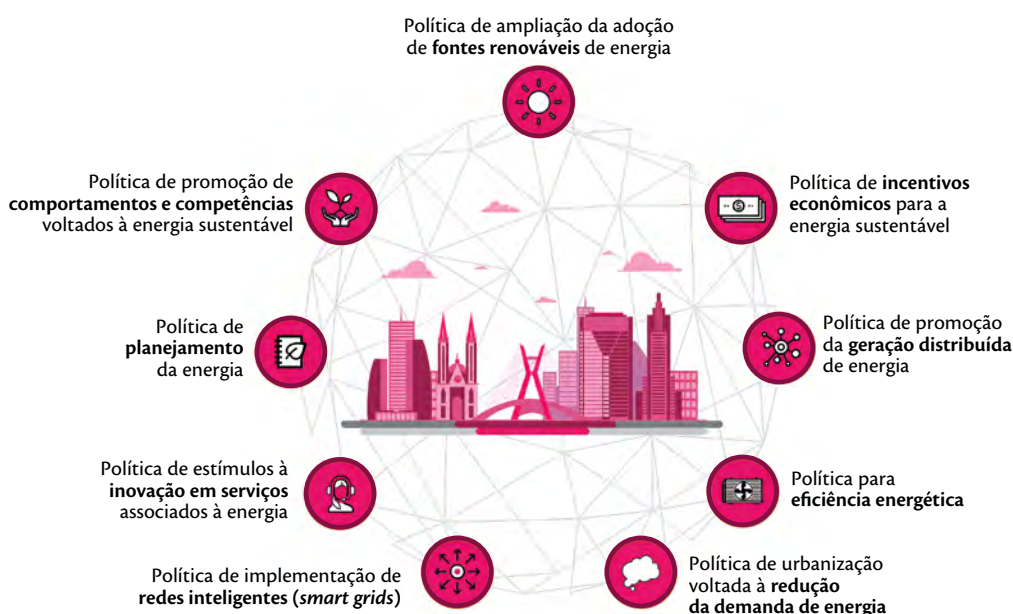 Política de ampliação da adoção
de fontes renováveis de energia
Política de promoção de
comportamentos e competências
voltados à energia sustentável
Política de incentivos
econômicos para a
energia sustentável
Política de
planejamento
da energia
Política de promoção
da geração distribuída
de energia
Política de estímulos à
inovação em serviços
associados à energia
Política para
eficiência energética
Política de implementação de
redes inteligentes (smart grids)
Política de urbanização
voltada à redução
da demanda de energia